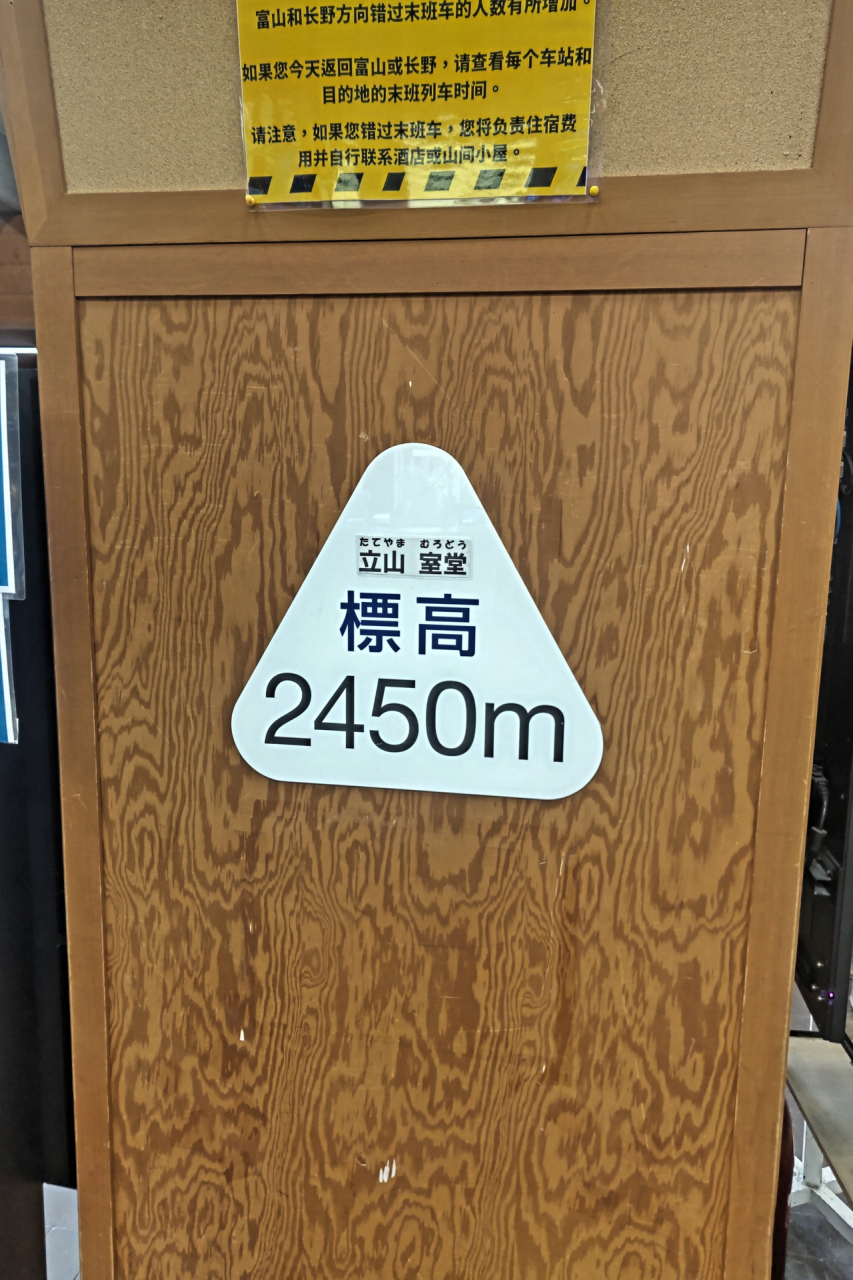 富山和长野方向错过末班车的人数有所增加。
如果您今天返回富山或长野，请查看每个车站和
目的地的末班列车时间。
请注意，如果您错过末班车，您将负责住宿费
用并自行联系酒店或山间小屋。
たてやま むろどう
立山 室堂
標高
2450m